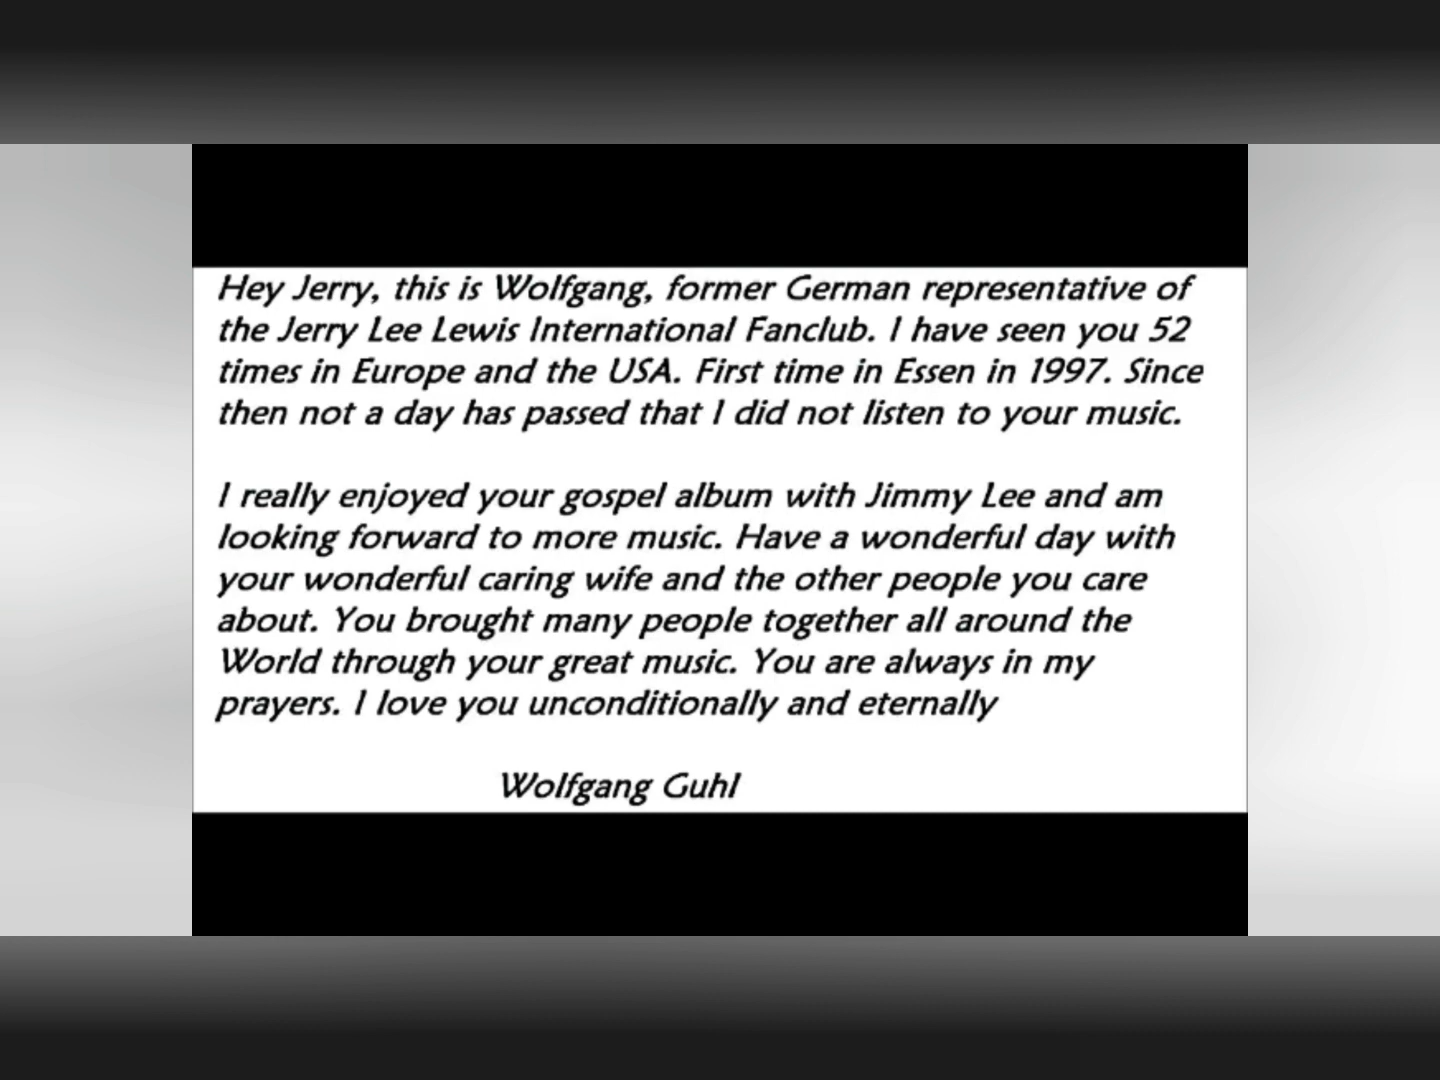 Hey Jerry, this is Wolfgang, former German representative of
the Jerry Lee Lewis International Fanclub. I have seen you 52
times in Europe and the USA. First time in Essen in 1997. Since
then not a day has passed that I did not listen to your music.
I really enjoyed your gospel album with Jimmy Lee and am
looking forward to more music. Have a wonderful day with
your wonderful caring wife and the other people you care
about. You brought many people together all around the
World through your great music. You are always in my
prayers. I love you unconditionally and eternally
Wolfgang Guhl